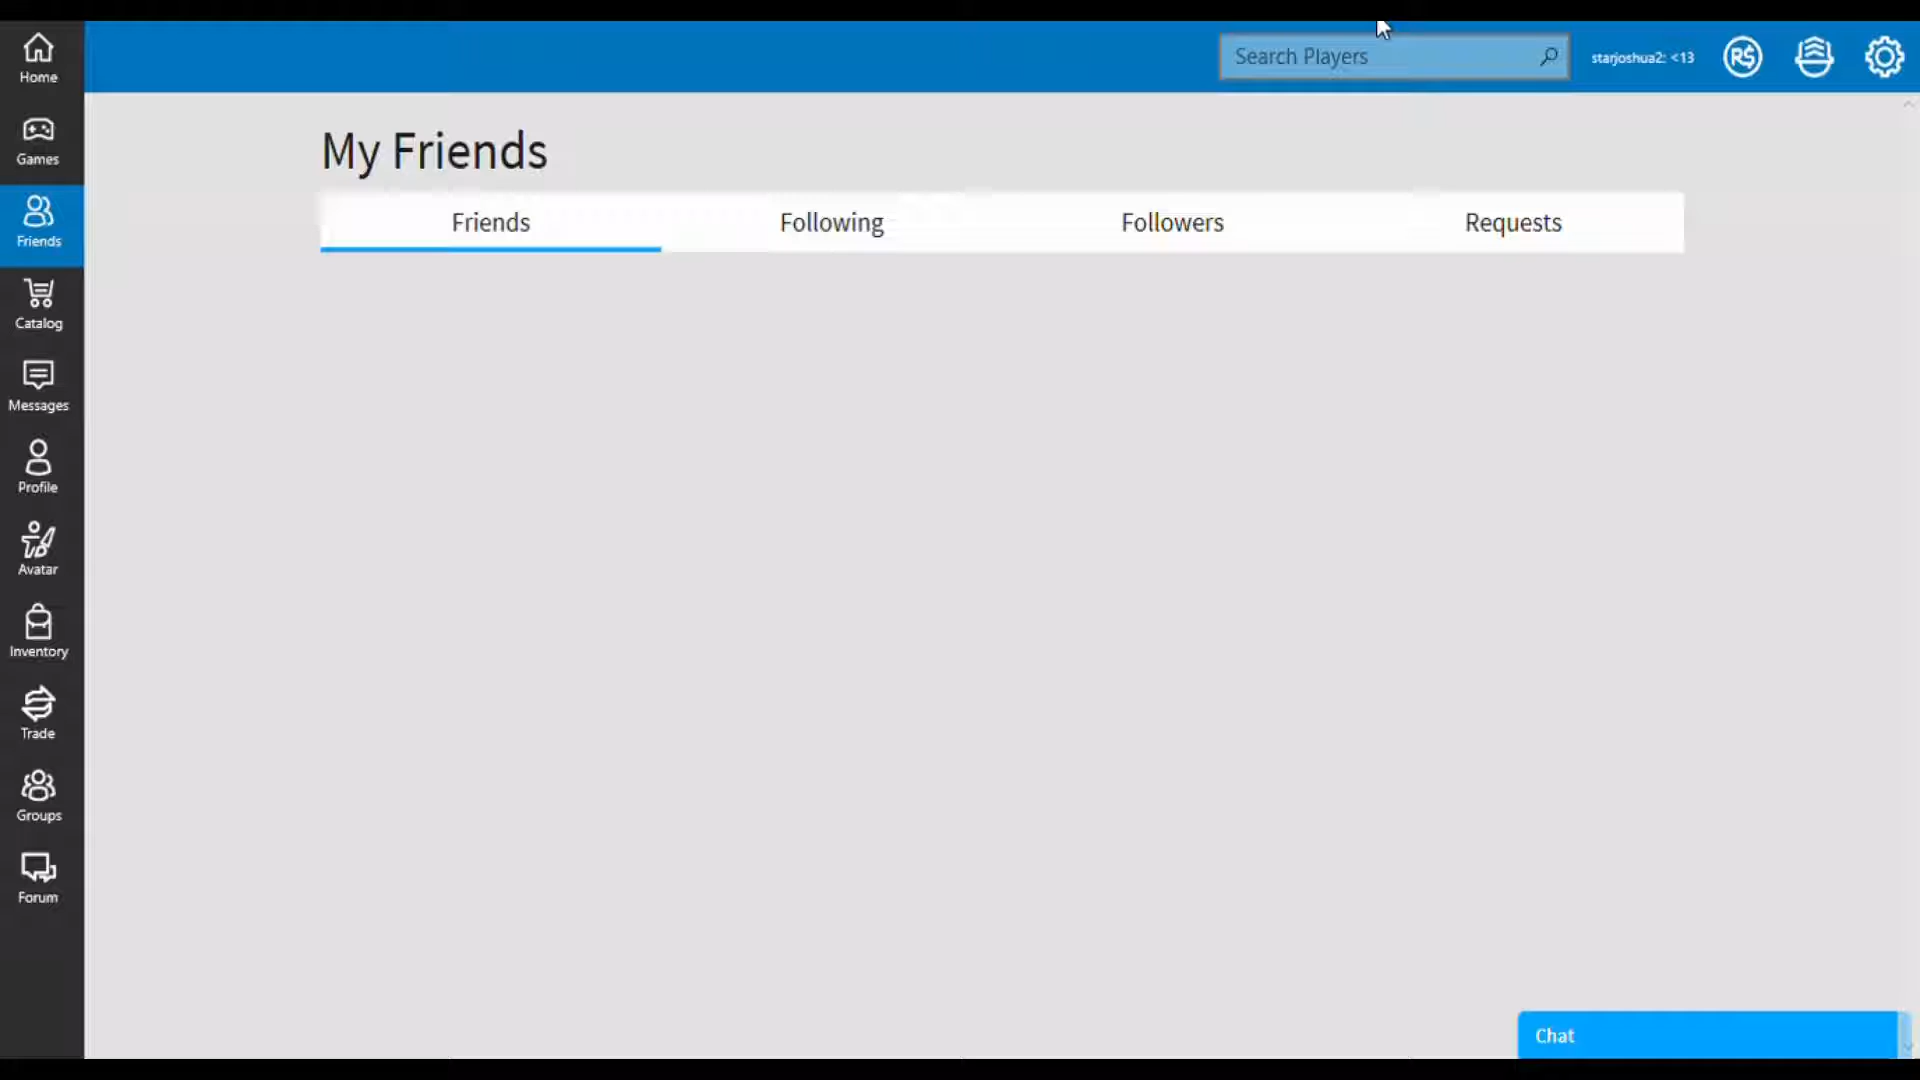 Home
Games
Friends
Catalog
Messages
Profile
Avatar
Inventory
Trade
Groups
Forum
Search Players
starjoshua2: <13
R$
My Friends
Friends Following Followers Requests
Chat